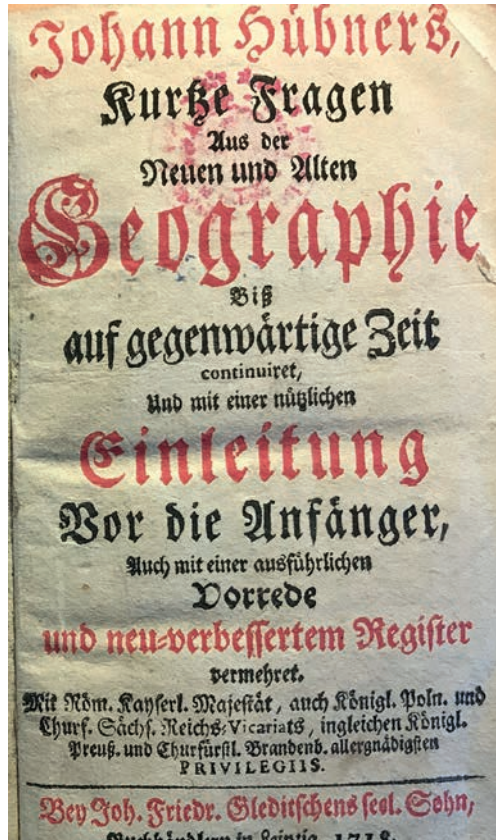 Johann Hübners,
Kurtze Fragen
Aus der
Neuen und Alten
Geographie
Biß
auf gegenwärtige Zeit
continuiret,
Und mit einer nützlichen
Einleitung
Vor die Anfänger,
Auch mit einer ausführlichen
Vorrede
und neu-verbessertem Register
vermehret.
Mit Röm. Kayserl. Majestät, auch Königl. Poln. und
Churf. Sächs. Reichs-Vicariats, ingleichen Königl.
Preuß. und Churfürstl. Brandenb. allergnädigsten
PRIVILEGIIS.
Bey Joh. Friedr. Gleditschens seel. Sohn,
Buchhändlern in Leipzig